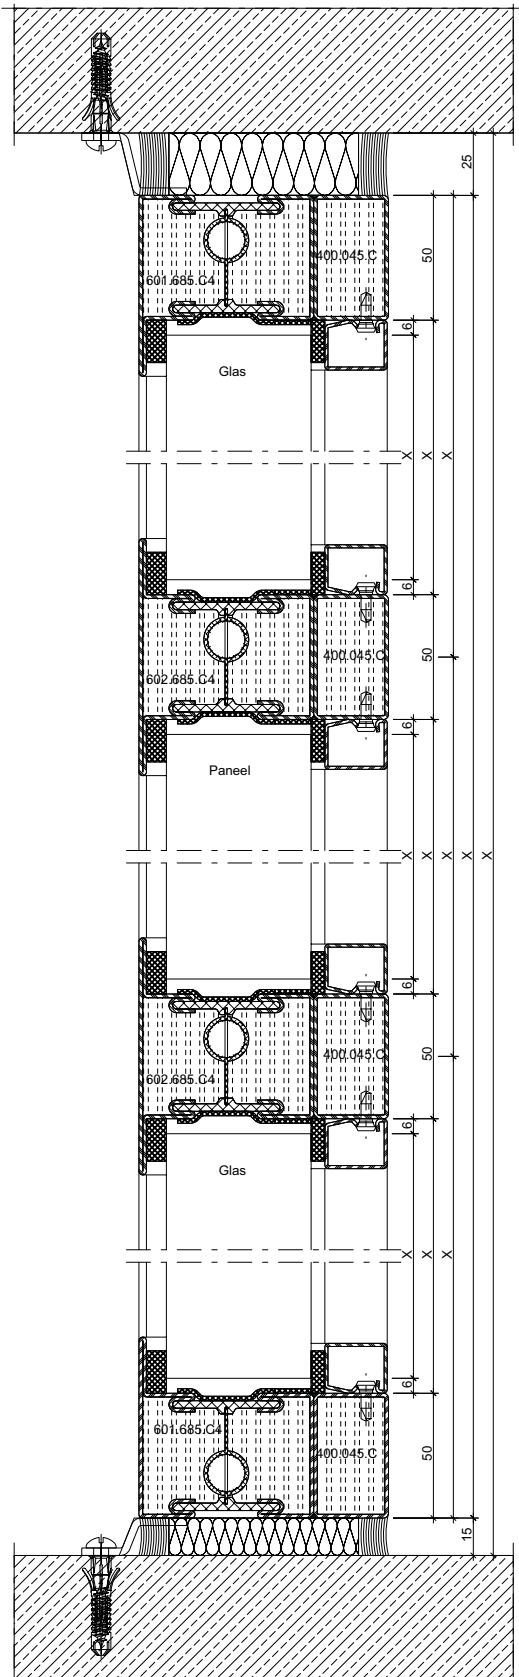 25
400.045.C
50
601.685.C4
6
Glas
X X X
6
400.045.C
50
602.685.C4
6
Paneel
X X X X X
6
400.045.C
50
602.685.C4
6
Glas
X X X
6
601.685.C4
400.045.C
50
15